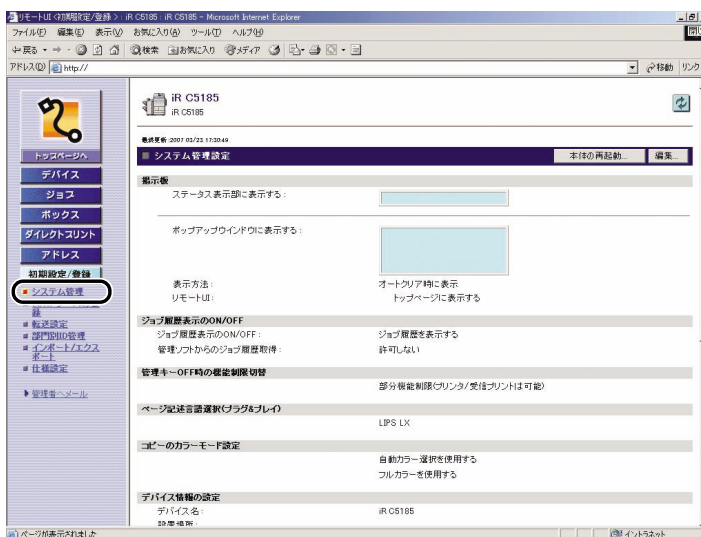 リモートUI <初期設定/登録> : iR C5185 : iR C5185 - Microsoft Internet Explorer
ファイル(F) 編集(E) 表示(V) お気に入り(A) ツール(T) ヘルプ(H)
戻る 検索 お気に入り メディア
アドレス(D) http:// 移動 リンク
iR C5185
iR C5185
最終更新 :2007 03/23 17:30:49
トップページへ
システム管理設定 本体の再起動... 編集...
デバイス
ジョブ
ボックス
ダイレクトプリント
アドレス
初期設定/登録
システム管理
録
転送設定
部門別ID管理
インポート/エクス
ポート
仕様設定
管理者へメール
掲示板
ステータス表示部に表示する :
ポップアップウインドウに表示する :
表示方法 : オートクリア時に表示
リモートUI : トップページに表示する
ジョブ履歴表示のON/OFF
ジョブ履歴表示のON/OFF : ジョブ履歴を表示する
管理ソフトからのジョブ履歴取得 : 許可しない
管理キーOFF時の機能制限切替
部分機能制限(プリンタ/受信プリントは可能)
ページ記述言語選択(プラグ&プレイ)
LIPS LX
コピーのカラーモード設定
自動カラー選択を使用する
フルカラーを使用する
デバイス情報の設定
デバイス名 : iR C5185
設置場所 :
ページが表示されました イントラネット